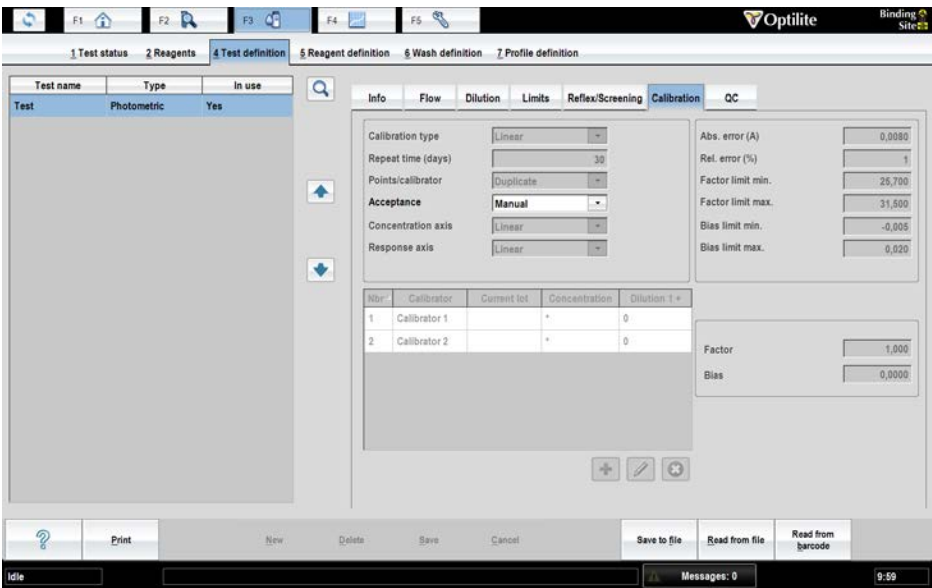 F1 F2 F3 F4 F5 Optilite Binding Site
1 Test status 2 Reagents 4 Test definition 5 Reagent definition 6 Wash definition 7 Profile definition
Test name Type In use
Test Photometric Yes
Info Flow Dilution Limits Reflex/Screening Calibration QC
Calibration type Linear
Repeat time (days) 30
Points/calibrator Duplicate
Acceptance Manual
Concentration axis Linear
Response axis Linear
Abs. error (A) 0,0080
Rel. error (%) 1
Factor limit min. 25,700
Factor limit max. 31,500
Bias limit min. -0,005
Bias limit max. 0,020
Nbr Calibrator Current lot Concentration Dilution 1 +
1 Calibrator 1 * 0
2 Calibrator 2 * 0
Factor 1,000
Bias 0,0000
Print New Delete Save Cancel Save to file Read from file Read from barcode
Idle Messages: 0 9:59